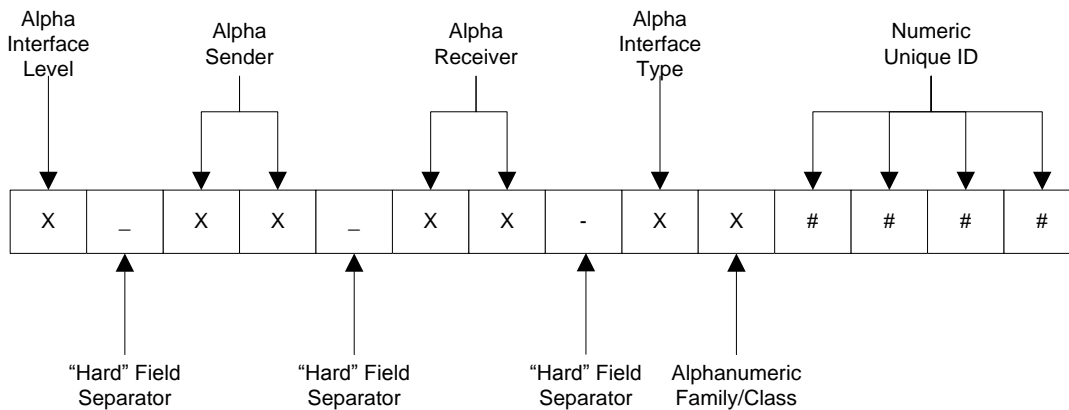 Alpha
Interface
Level
Alpha
Sender
Alpha
Receiver
Alpha
Interface
Type
Numeric
Unique ID
X _ X X _ X X - X X # # # #
“Hard” Field
Separator
“Hard” Field
Separator
“Hard” Field
Separator
Alphanumeric
Family/Class